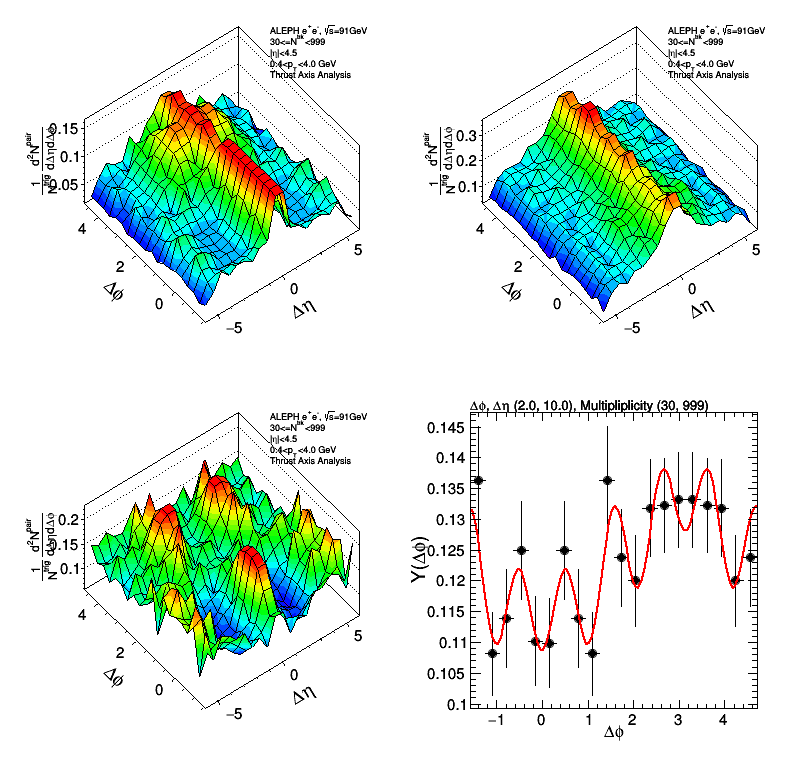 ALEPH e+e-, √s=91GeV
30<=N^trk<999
|η|<4.5
0.4<p_T<4.0 GeV
Thrust Axis Analysis
0.15
0.1
0.05
1/N^trig d²N^pair/dΔηdΔφ
4
2
0
Δφ
−5
0
5
Δη
ALEPH e+e-, √s=91GeV
30<=N^trk<999
|η|<4.5
0.4<p_T<4.0 GeV
Thrust Axis Analysis
0.3
0.2
0.1
1/N^trig d²N^pair/dΔηdΔφ
4
2
0
Δφ
−5
0
5
Δη
ALEPH e+e-, √s=91GeV
30<=N^trk<999
|η|<4.5
0.4<p_T<4.0 GeV
Thrust Axis Analysis
0.2
0.15
0.1
1/N^trig d²N^pair/dΔηdΔφ
4
2
0
Δφ
−5
0
5
Δη
Δφ, Δη (2.0, 10.0), Multipliplicity (30, 999)
0.145
0.14
0.135
0.13
0.125
0.12
0.115
0.11
0.105
0.1
Y(Δφ)
−1 0 1 2 3 4
Δφ